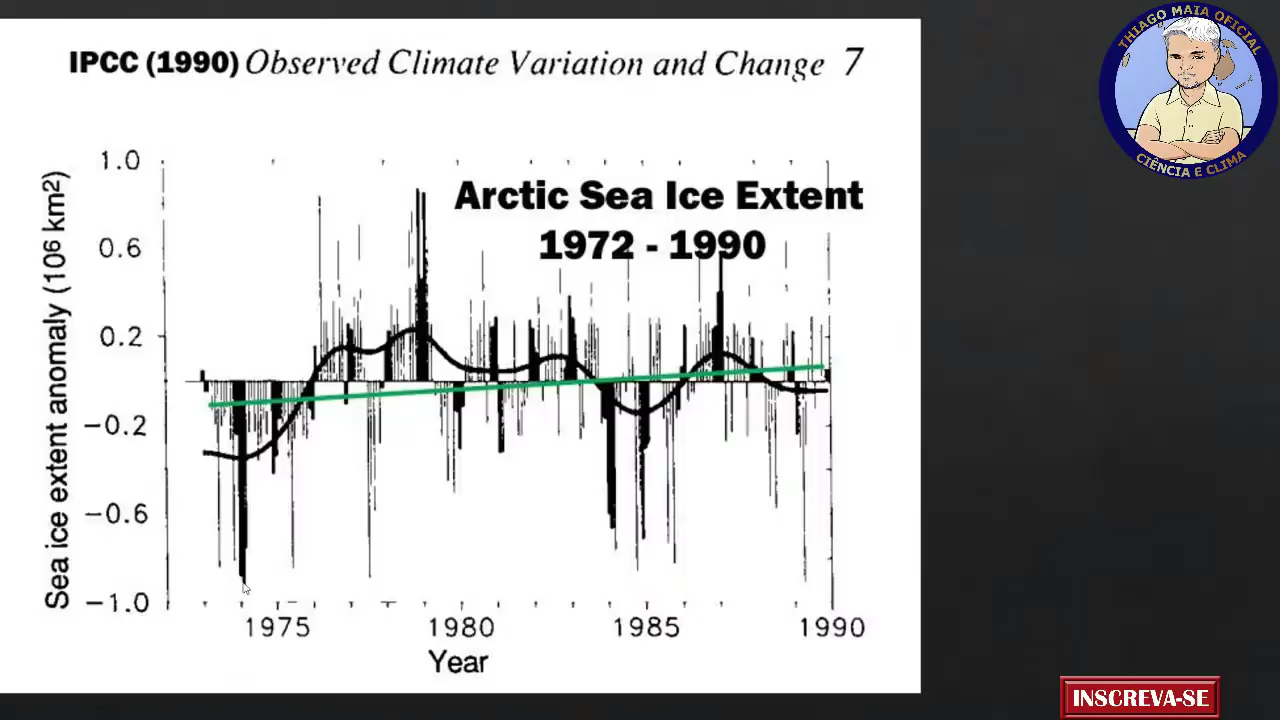 IPCC (1990) Observed Climate Variation and Change 7
THIAGO MAIA OFICIAL
CIÊNCIA E CLIMA
Arctic Sea Ice Extent
1972 - 1990
Sea ice extent anomaly (10⁶ km²)
1.0
0.6
0.2
−0.2
−0.6
−1.0
1975 1980 1985 1990
Year
INSCREVA-SE